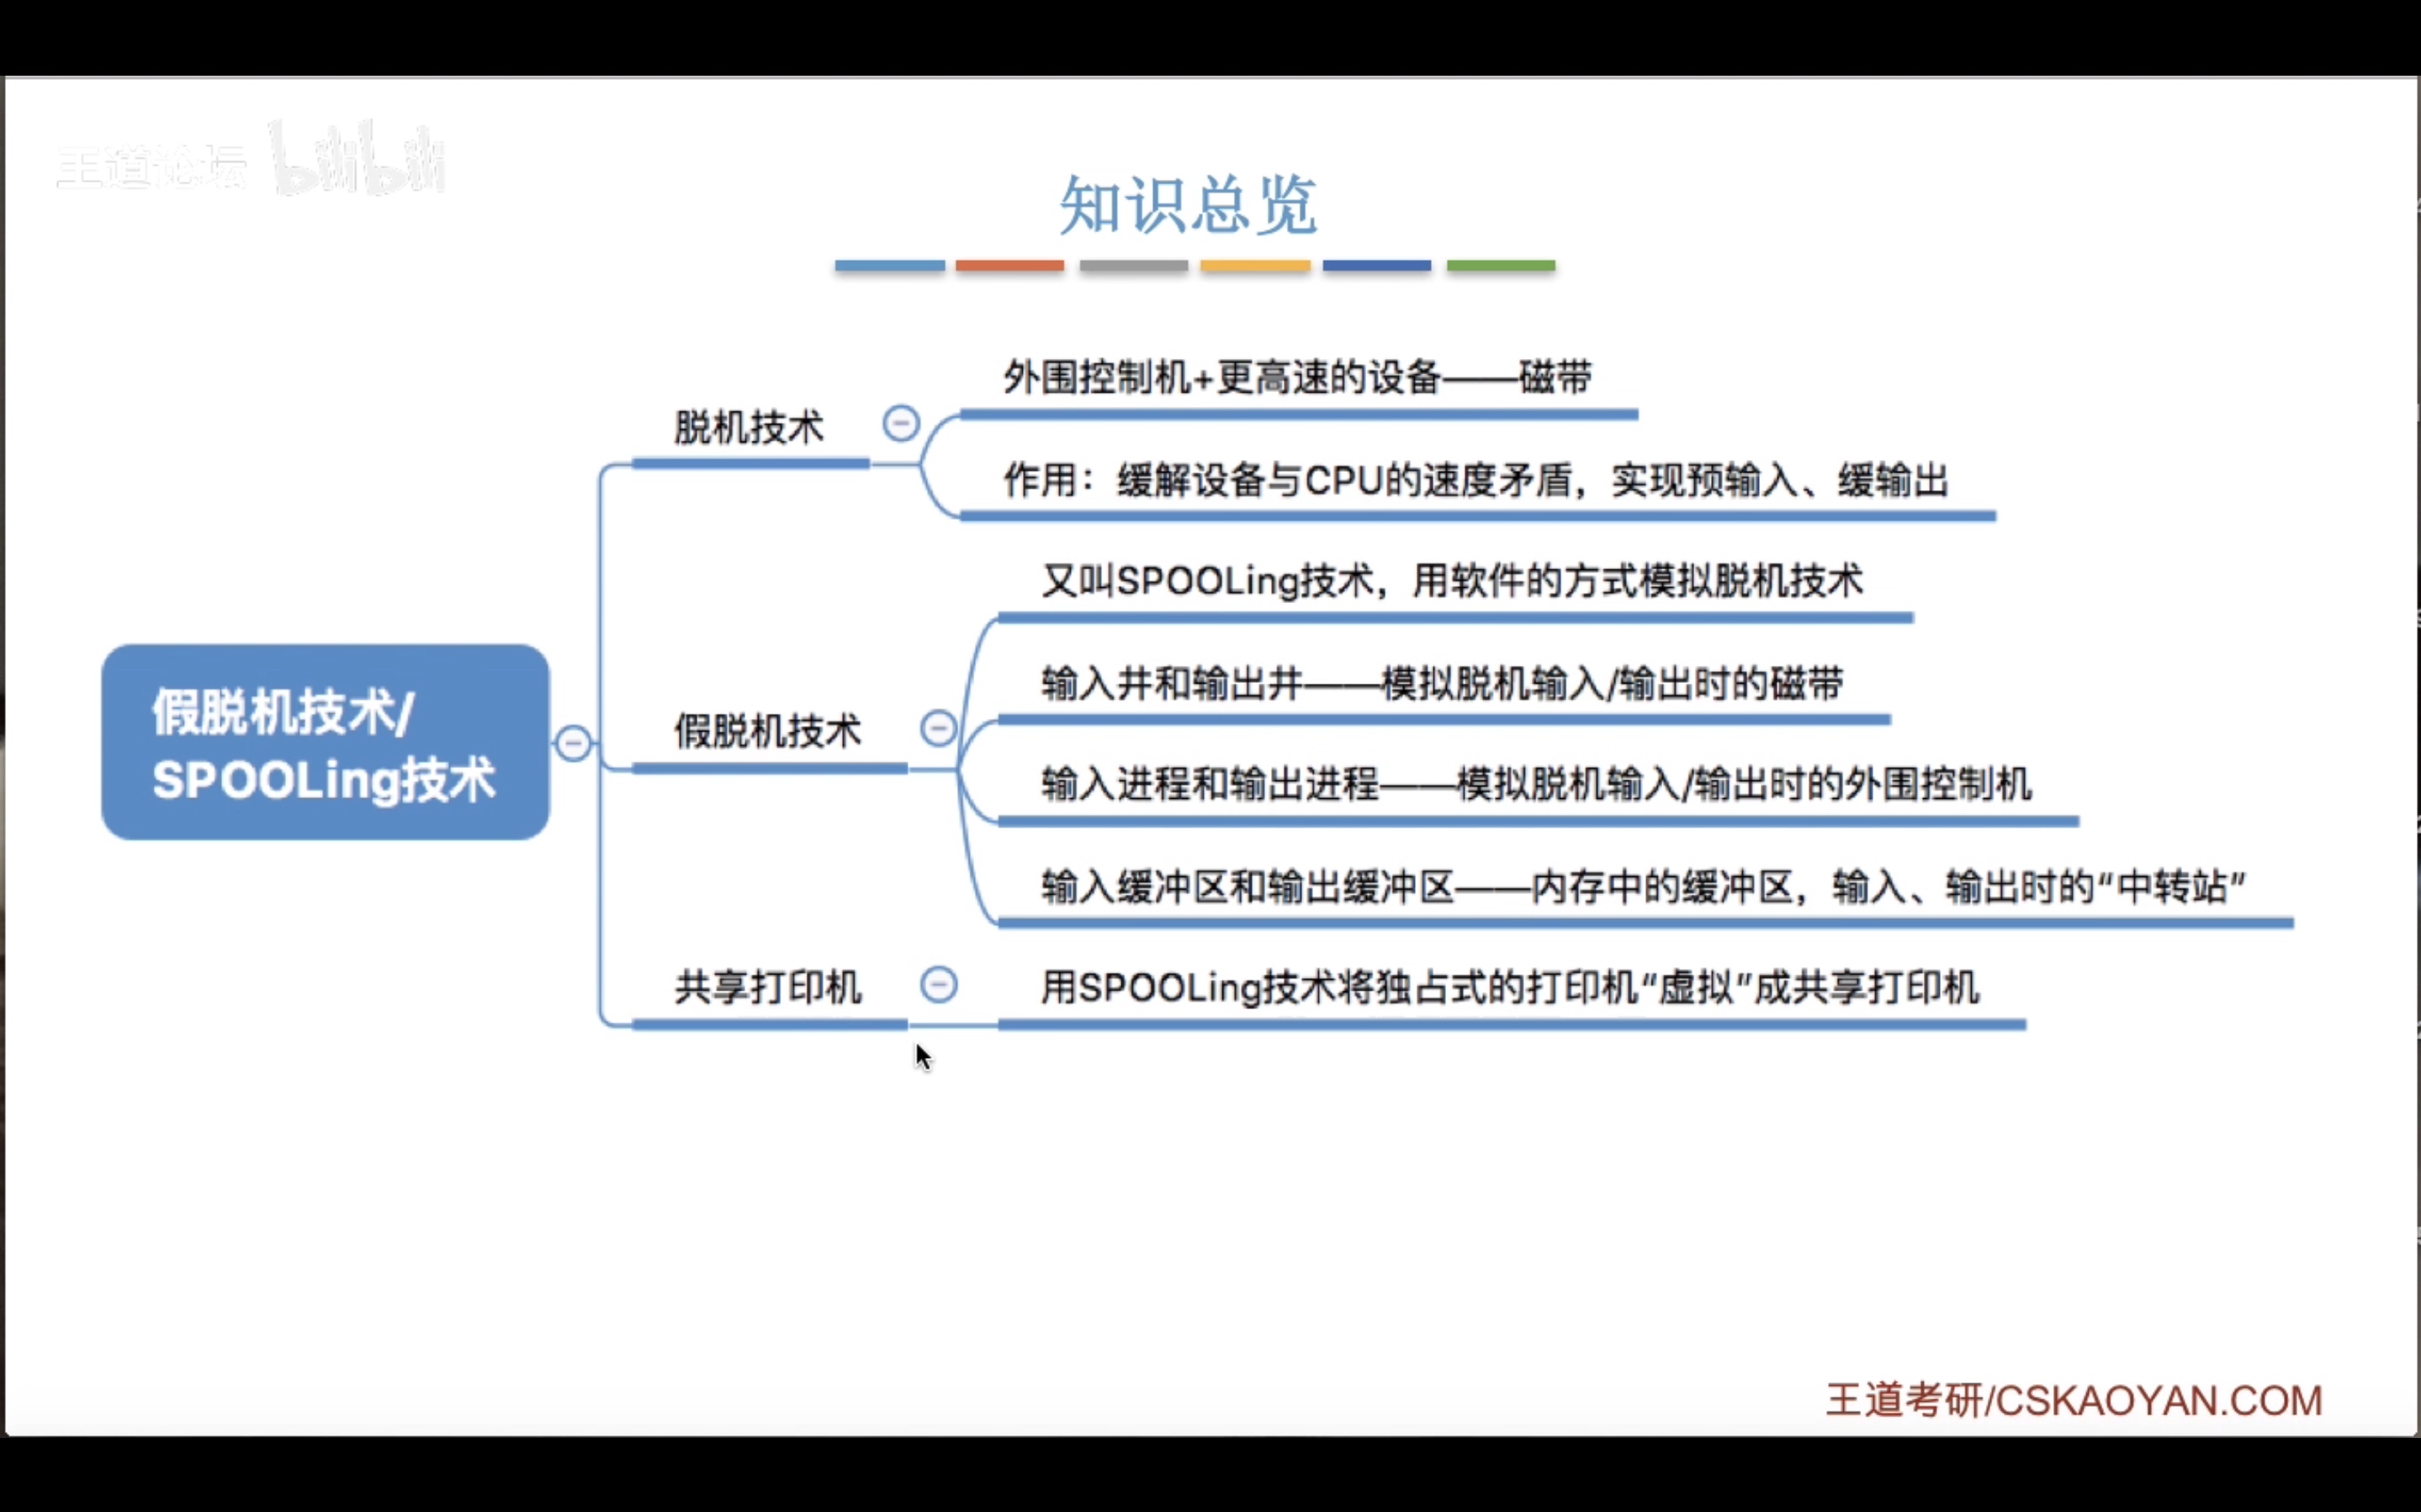 王道论坛 bilibili
知识总览
外围控制机+更高速的设备——磁带
脱机技术
作用：缓解设备与CPU的速度矛盾，实现预输入、缓输出
又叫SPOOLing技术，用软件的方式模拟脱机技术
输入井和输出井——模拟脱机输入/输出时的磁带
假脱机技术/
SPOOLing技术
假脱机技术
输入进程和输出进程——模拟脱机输入/输出时的外围控制机
输入缓冲区和输出缓冲区——内存中的缓冲区，输入、输出时的“中转站”
共享打印机
用SPOOLing技术将独占式的打印机“虚拟”成共享打印机
王道考研/CSKAOYAN.COM